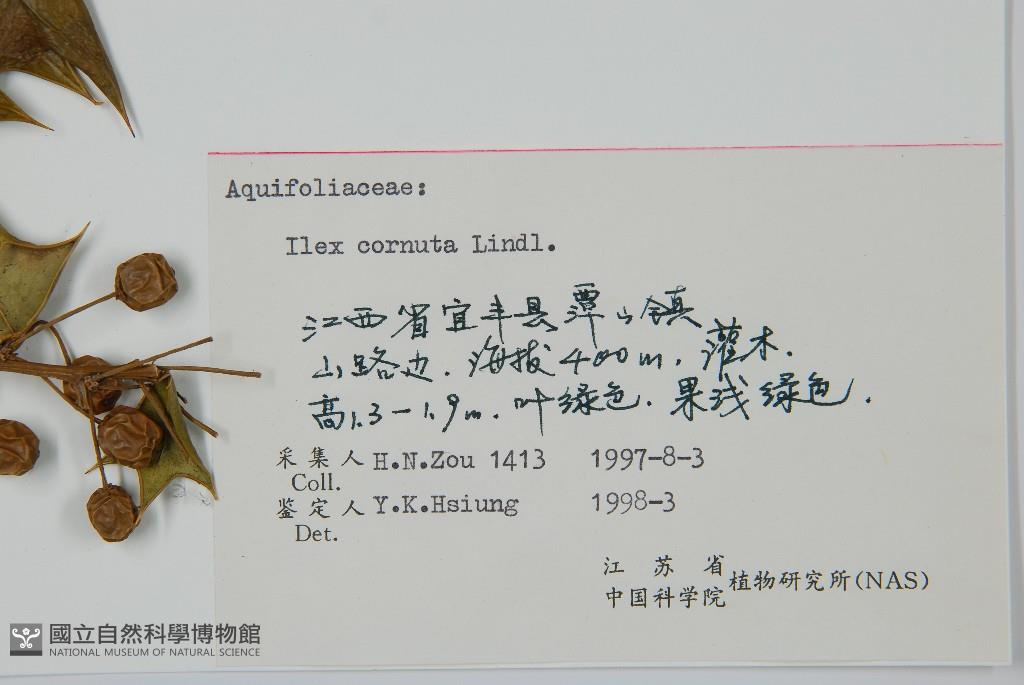 Aquifoliaceae:
Ilex cornuta Lindl.
江西省宜丰县潭山镇
山路边. 海拔400m, 灌木.
高1.3-1.9m. 叶绿色. 果浅绿色.
采集人 H.N.Zou 1413 1997-8-3
Coll.
鉴定人 Y.K.Hsiung 1998-3
Det.
江苏省
中国科学院 植物研究所(NAS)
國立自然科學博物館
NATIONAL MUSEUM OF NATURAL SCIENCE